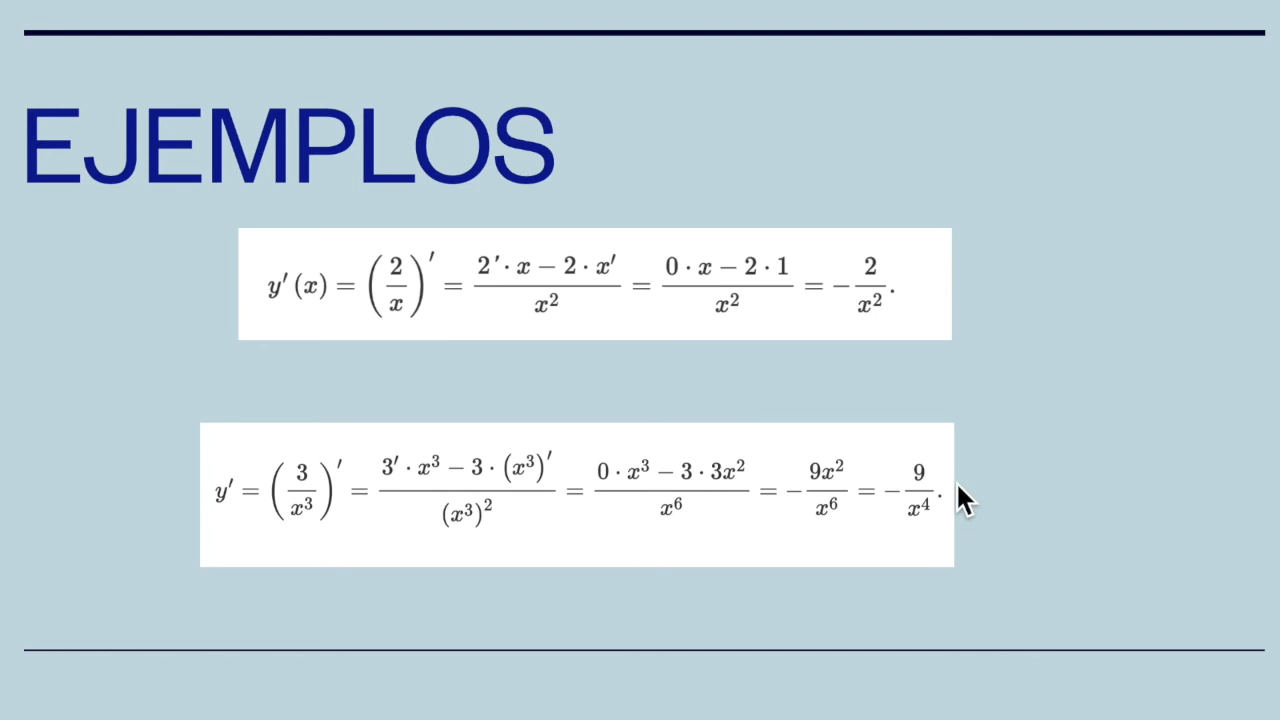 EJEMPLOS
y′ (x) = (2/x)′ = (2′ · x − 2 · x′)/x² = (0 · x − 2 · 1)/x² = −2/x².
y′ = (3/x³)′ = (3′ · x³ − 3 · (x³)′)/(x³)² = (0 · x³ − 3 · 3x²)/x⁶ = −9x²/x⁶ = −9/x⁴.